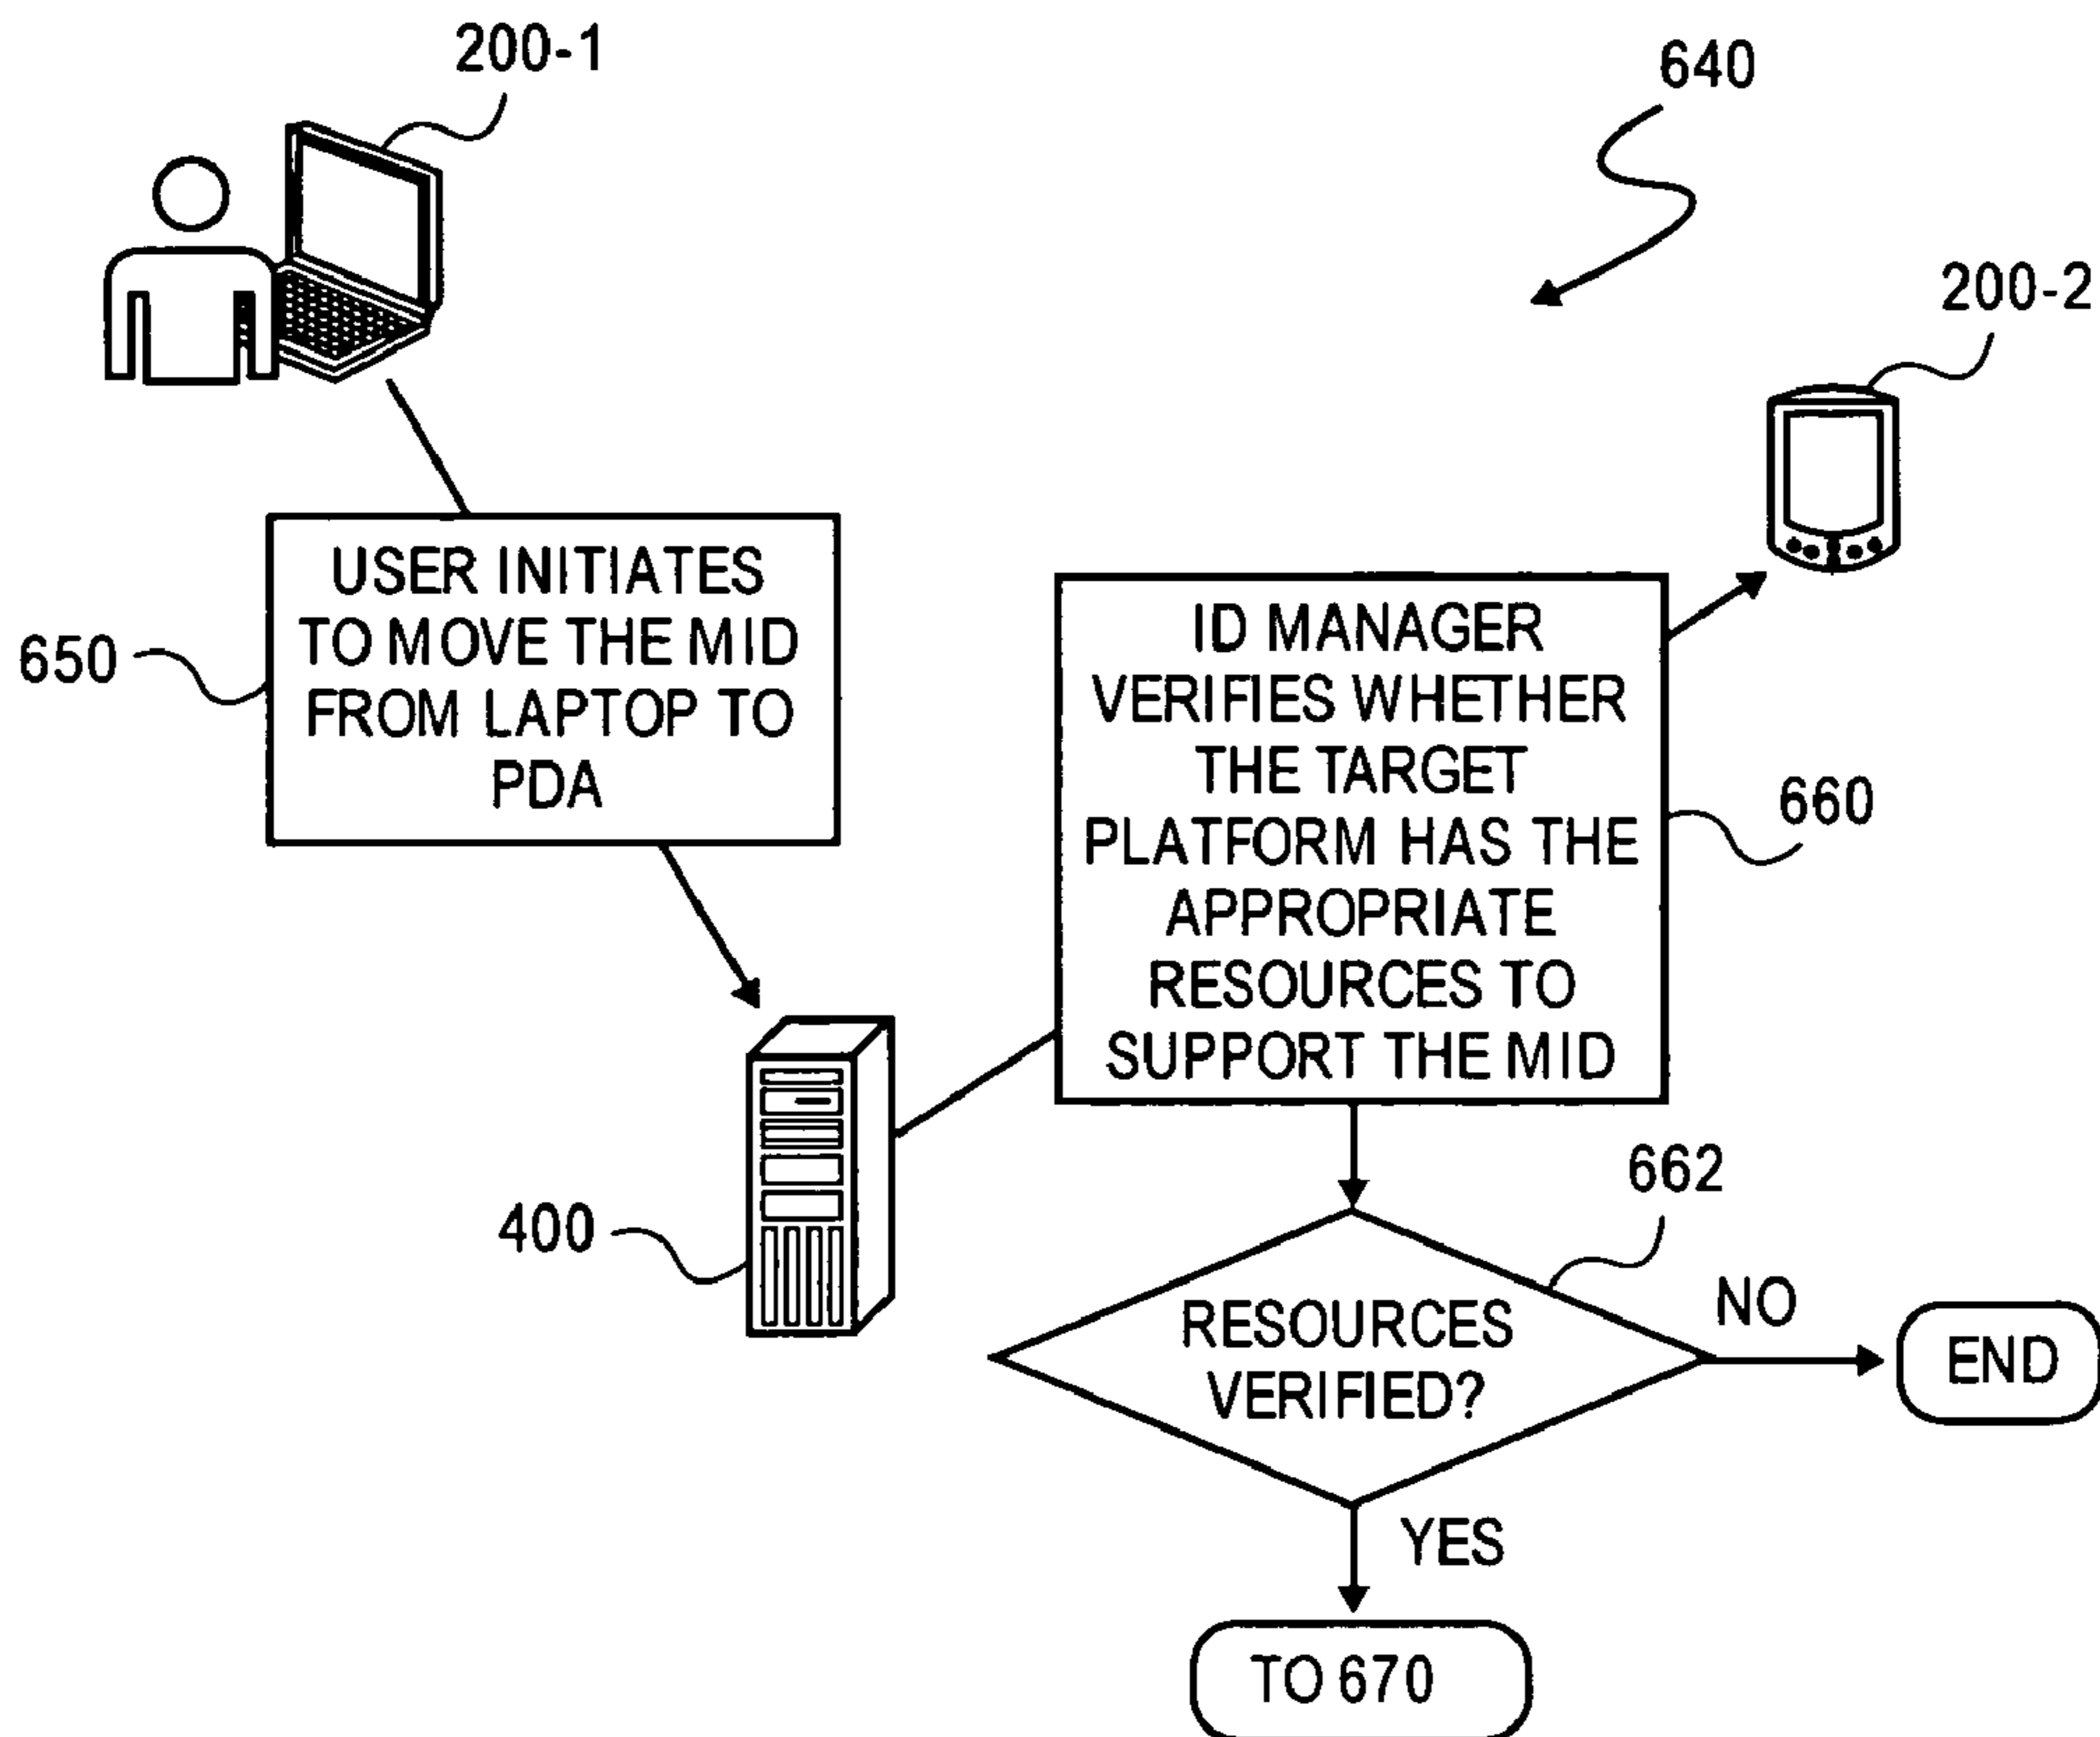 200-1
640
200-2
USER INITIATES
TO MOVE THE MID
FROM LAPTOP TO
PDA
650
ID MANAGER
VERIFIES WHETHER
THE TARGET
PLATFORM HAS THE
APPROPRIATE
RESOURCES TO
SUPPORT THE MID
660
400
662
RESOURCES
VERIFIED?
NO
END
YES
TO 670